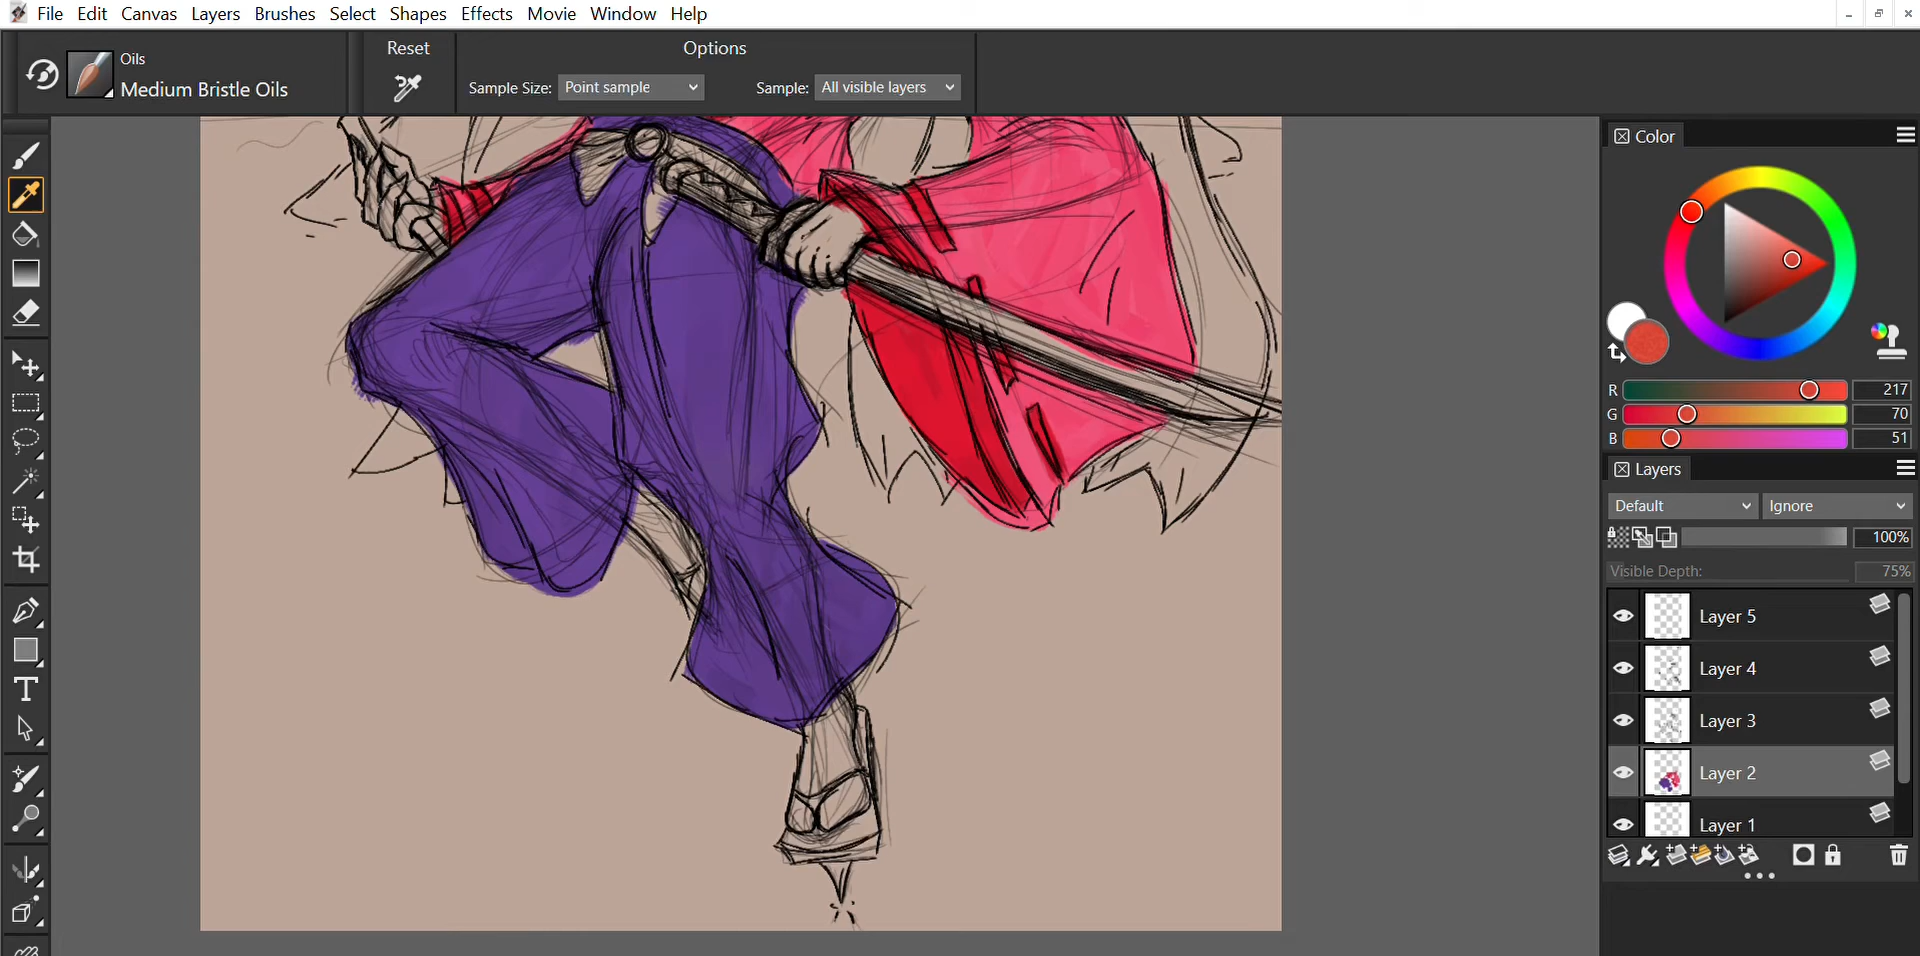 File Edit Canvas Layers Brushes Select Shapes Effects Movie Window Help
Oils
Medium Bristle Oils
Reset
Options
Sample Size: Point sample
Sample: All visible layers
Color
R 217
G 70
B 51
Layers
Default Ignore
100%
Visible Depth: 75%
Layer 5
Layer 4
Layer 3
Layer 2
Layer 1
T